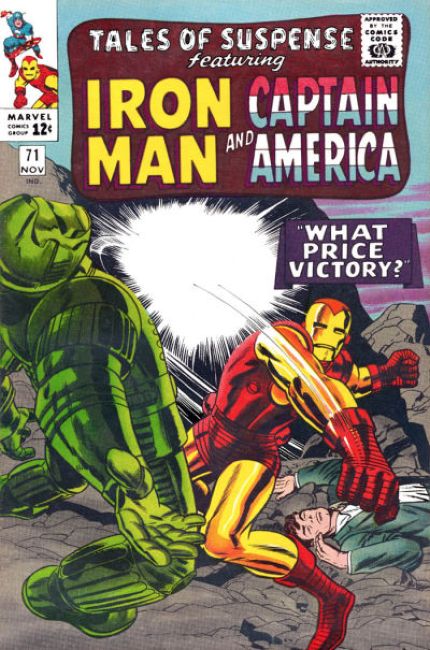 TALES OF SUSPENSE
featuring
IRON MAN
AND
CAPTAIN AMERICA
APPROVED
BY THE
COMICS
CODE
AUTHORITY
MARVEL
COMICS GROUP
12¢
71
NOV
IND.
"WHAT
PRICE
VICTORY?"